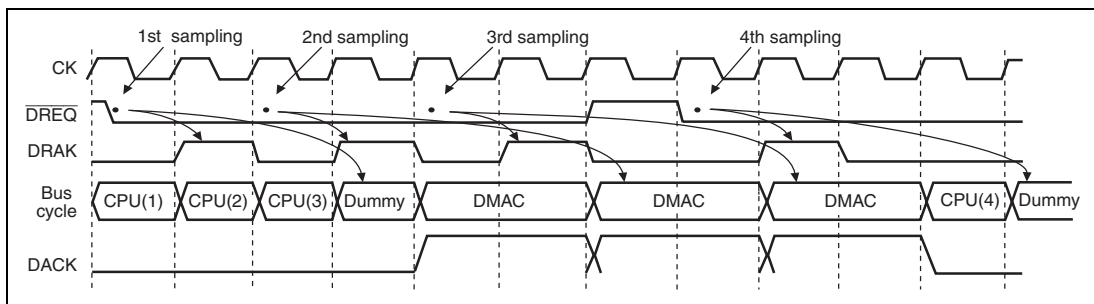 1st sampling 2nd sampling 3rd sampling 4th sampling
CK
DREQ
DRAK
Bus cycle CPU(1) CPU(2) CPU(3) Dummy DMAC DMAC DMAC CPU(4) Dummy
DACK